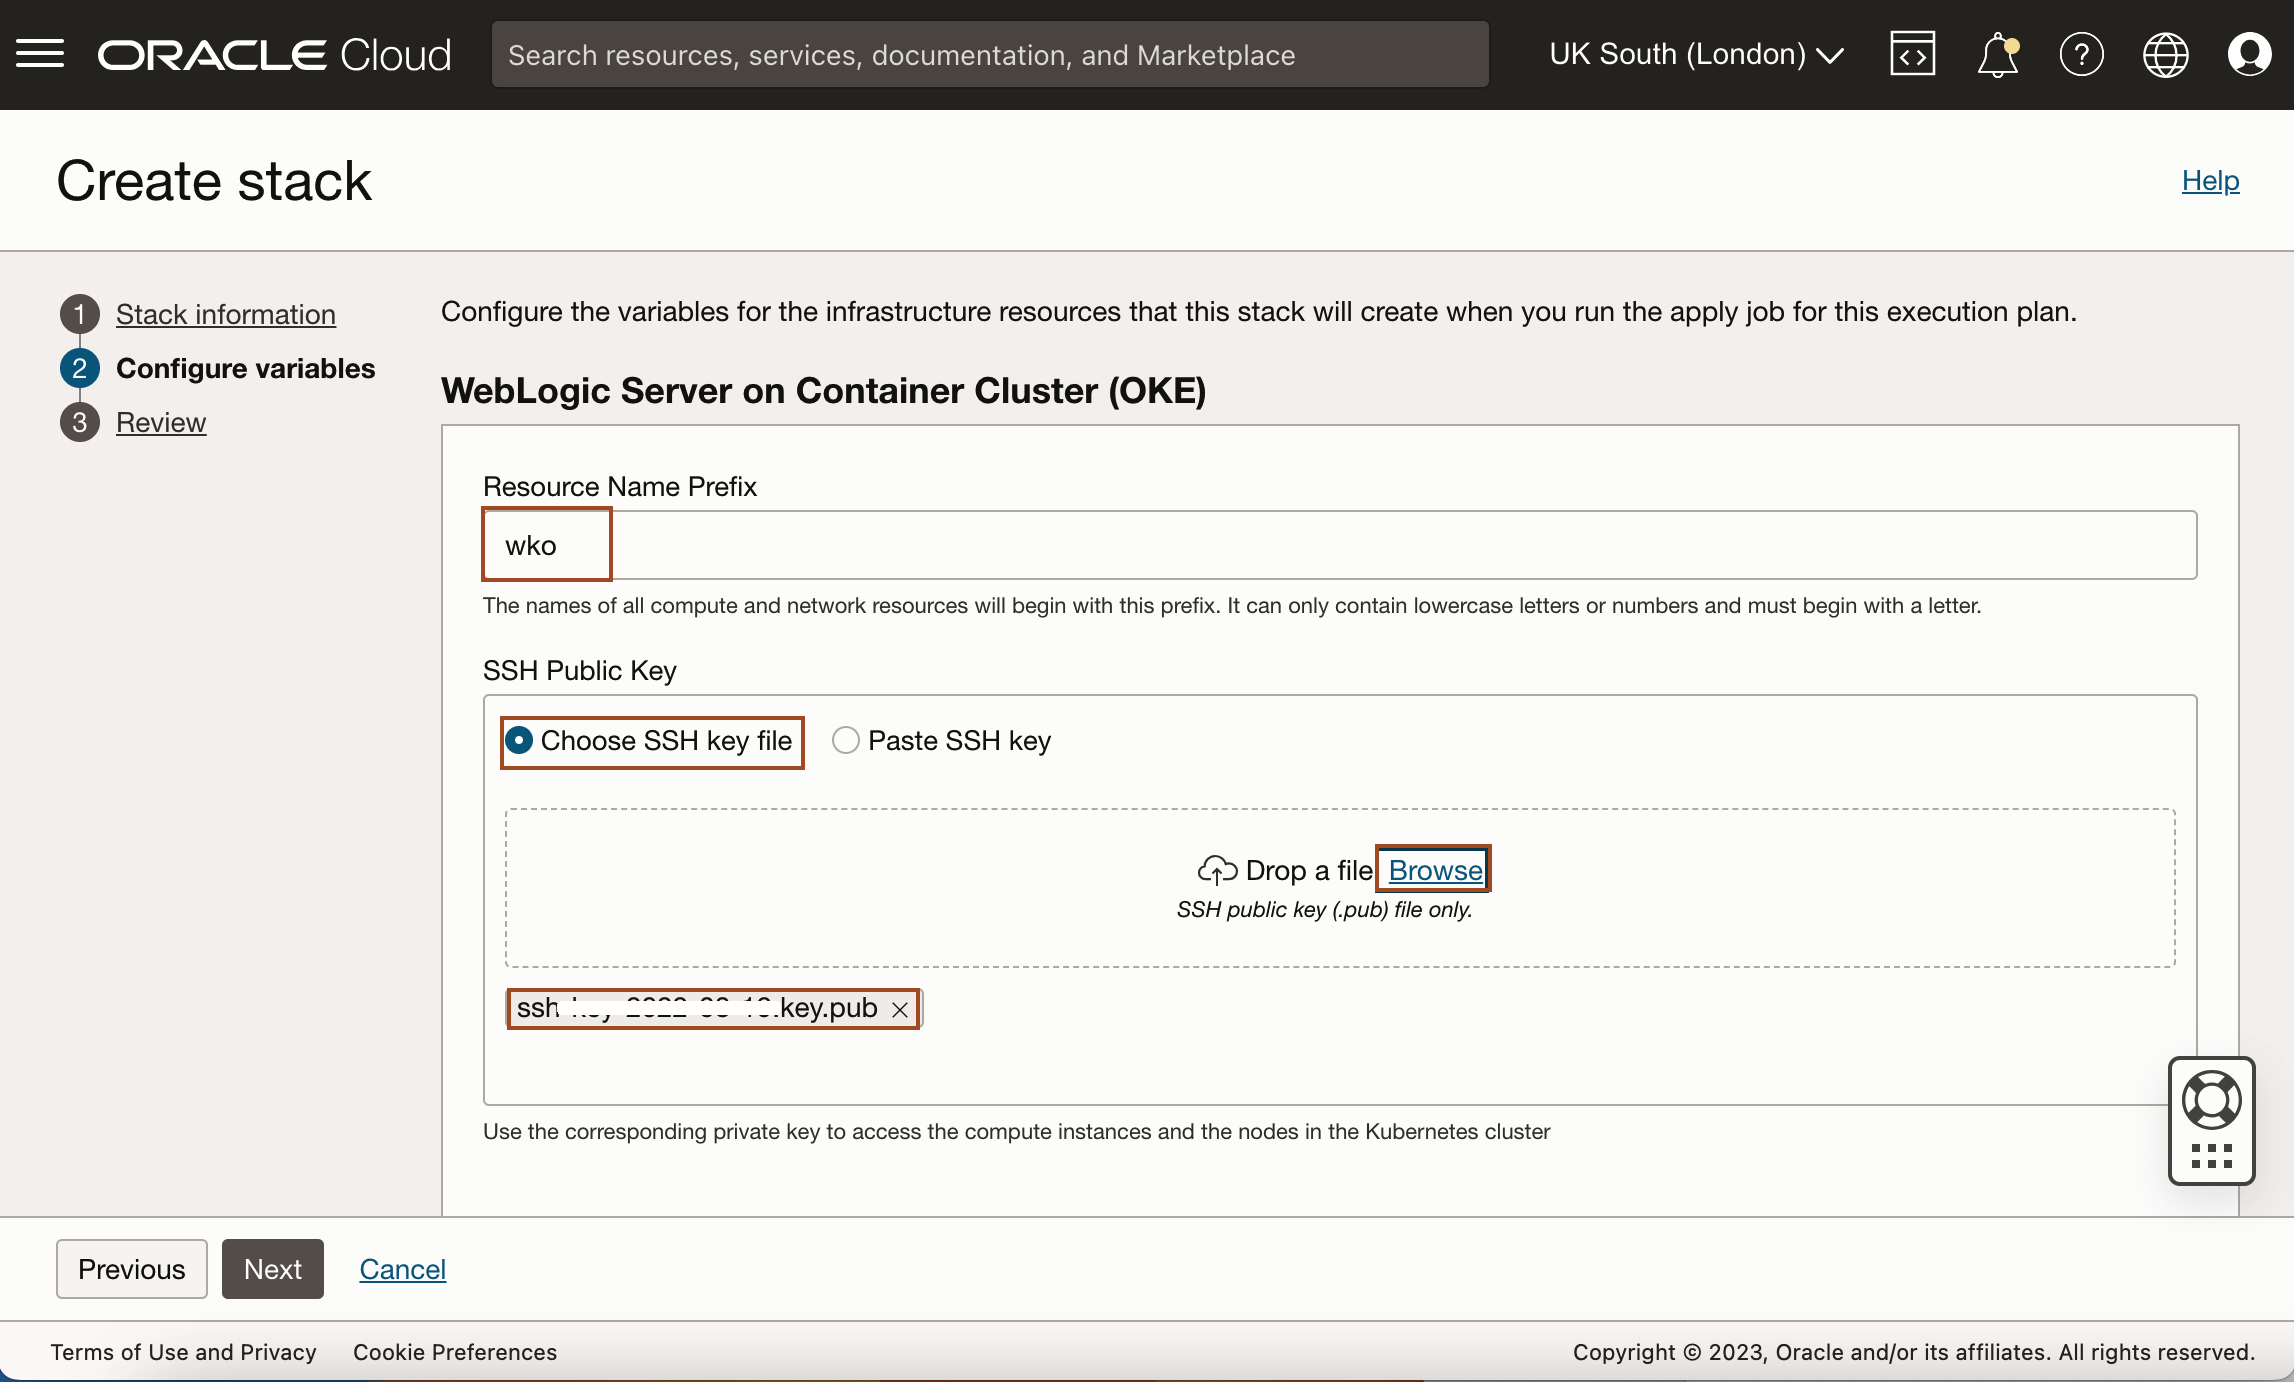 ORACLE Cloud
Search resources, services, documentation, and Marketplace
UK South (London)
Create stack
Help
1 Stack information
2 Configure variables
3 Review
Configure the variables for the infrastructure resources that this stack will create when you run the apply job for this execution plan.
WebLogic Server on Container Cluster (OKE)
Resource Name Prefix
wko
The names of all compute and network resources will begin with this prefix. It can only contain lowercase letters or numbers and must begin with a letter.
SSH Public Key
Choose SSH key file
Paste SSH key
Drop a file Browse
SSH public key (.pub) file only.
.key.pub
Use the corresponding private key to access the compute instances and the nodes in the Kubernetes cluster
Previous
Next
Cancel
Terms of Use and Privacy
Cookie Preferences
Copyright © 2023, Oracle and/or its affiliates. All rights reserved.